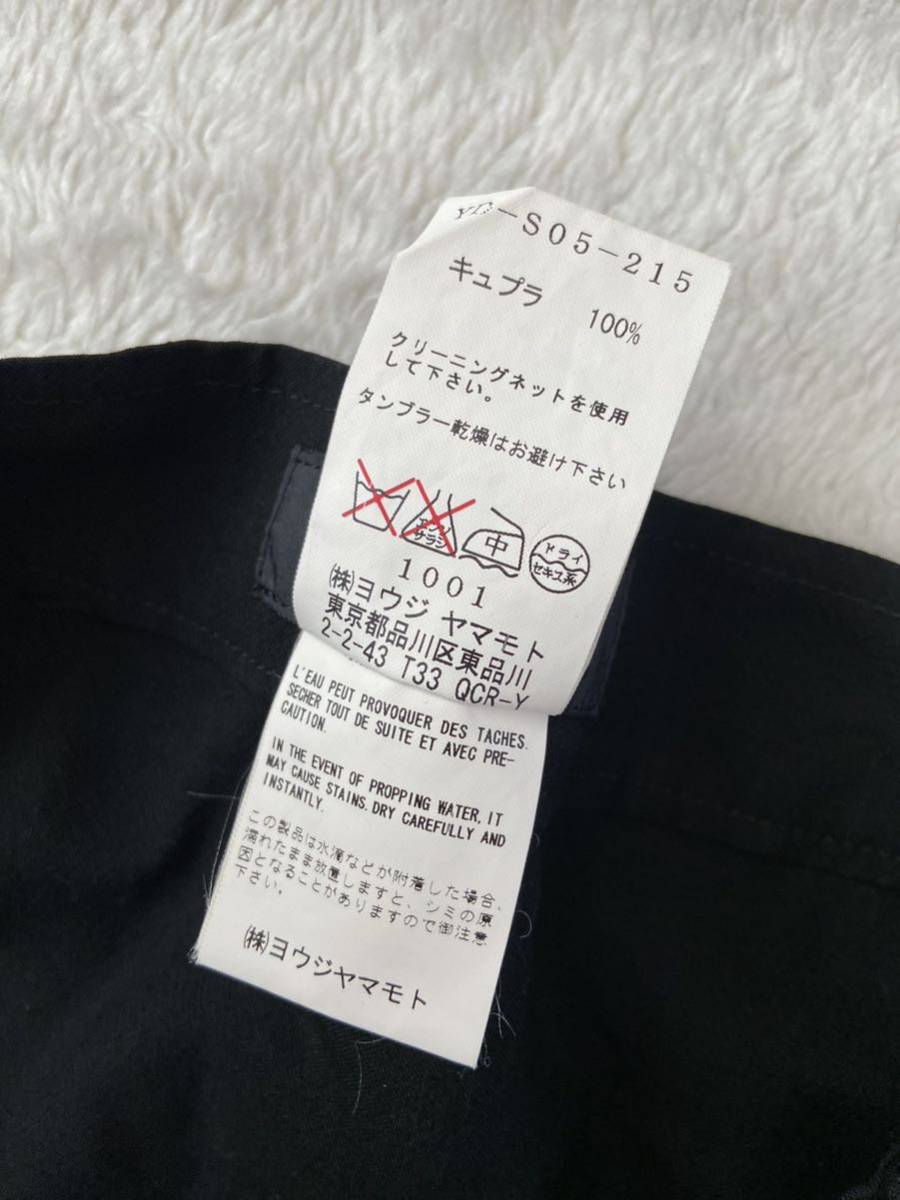 YD-S05-215
キュプラ 100%
クリーニングネットを使用
して下さい。
タンブラー乾燥はお避け下さい
エンソ
サラシ
中
ドライ
セキユ系
1001
㈱ヨウジ ヤマモト
東京都品川区東品川
2-2-43 T33 QCR-Y
L'EAU PEUT PROVOQUER DES TACHES.
SECHER TOUT DE SUITE ET AVEC PRE-
CAUTION.
IN THE EVENT OF PROPPING WATER, IT
MAY CAUSE STAINS. DRY CAREFULLY AND
INSTANTLY.
この製品は水滴などが附着した場合、
濡れたまま放置しますと、シミの原
因となることがありますので御注意
下さい。
㈱ヨウジヤマモト